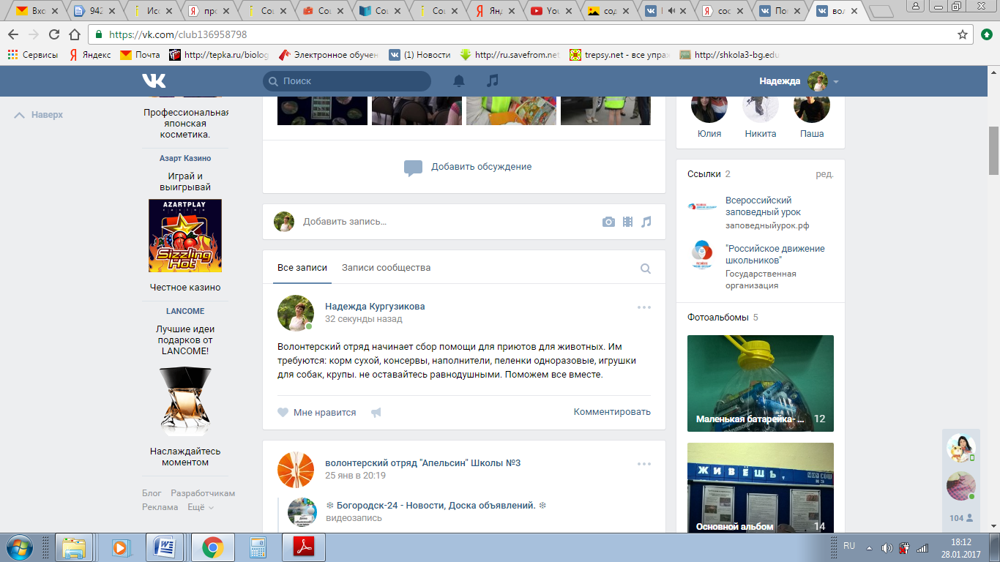 Вхо
942
Исс
про
Соц
Соц
Соц
Соц
Янд
You
сод
сос
По
вол
https://vk.com/club136958798
Сервисы
Яндекс
Почта
http://tepka.ru/biolog
Электронное обучен
(1) Новости
http://ru.savefrom.net
trepsy.net - все упраж
http://shkola3-bg.edu
Поиск
Надежда
Наверх
Профессиональная
японская
косметика.
Азарт Казино
Играй и
выигрывай
AZARTPLAY
casino
Sizzling
Hot
Честное казино
LANCOME
Лучшие идеи
подарков от
LANCOME!
Наслаждайтесь
моментом
Блог Разработчикам
Реклама Ещё
Добавить обсуждение
Добавить запись...
Все записи Записи сообщества
Надежда Кургузикова
32 секунды назад
Волонтерский отряд начинает сбор помощи для приютов для животных. Им
требуются: корм сухой, консервы, наполнители, пеленки одноразовые, игрушки
для собак, крупы. не оставайтесь равнодушными. Поможем все вместе.
Мне нравится
Комментировать
волонтерский отряд "Апельсин" Школы №3
25 янв в 20:19
❄ Богородск-24 - Новости, Доска объявлений. ❄
видеозапись
Юлия Никита Паша
Ссылки 2 ред.
Всероссийский
заповедный урок
заповедныйурок.рф
"Российское движение
школьников"
Государственная
организация
Фотоальбомы 5
Маленькая батарейка- ... 12
ЖИВЁШЬ,
Основной альбом 14
104
RU
18:12
28.01.2017